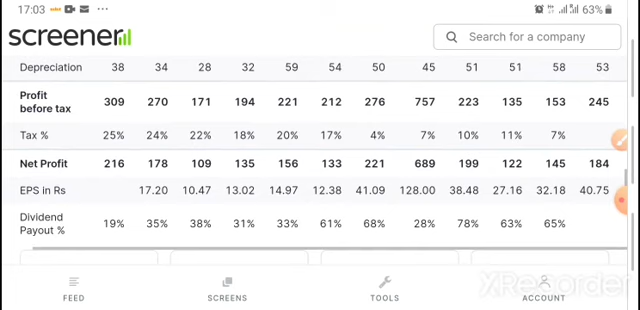 17:03 63%
screener Search for a company
Depreciation 38 34 28 32 59 54 50 45 51 51 58 53
Profit before tax 309 270 171 194 221 212 276 757 223 135 153 245
Tax % 25% 24% 22% 18% 20% 17% 4% 7% 10% 11% 7%
Net Profit 216 178 109 135 156 133 221 689 199 122 145 184
EPS in Rs 17.20 10.47 13.02 14.97 12.38 41.09 128.00 38.48 27.16 32.18 40.75
Dividend Payout % 19% 35% 38% 31% 33% 61% 68% 28% 78% 63% 65%
FEED SCREENS TOOLS ACCOUNT
XRecorder